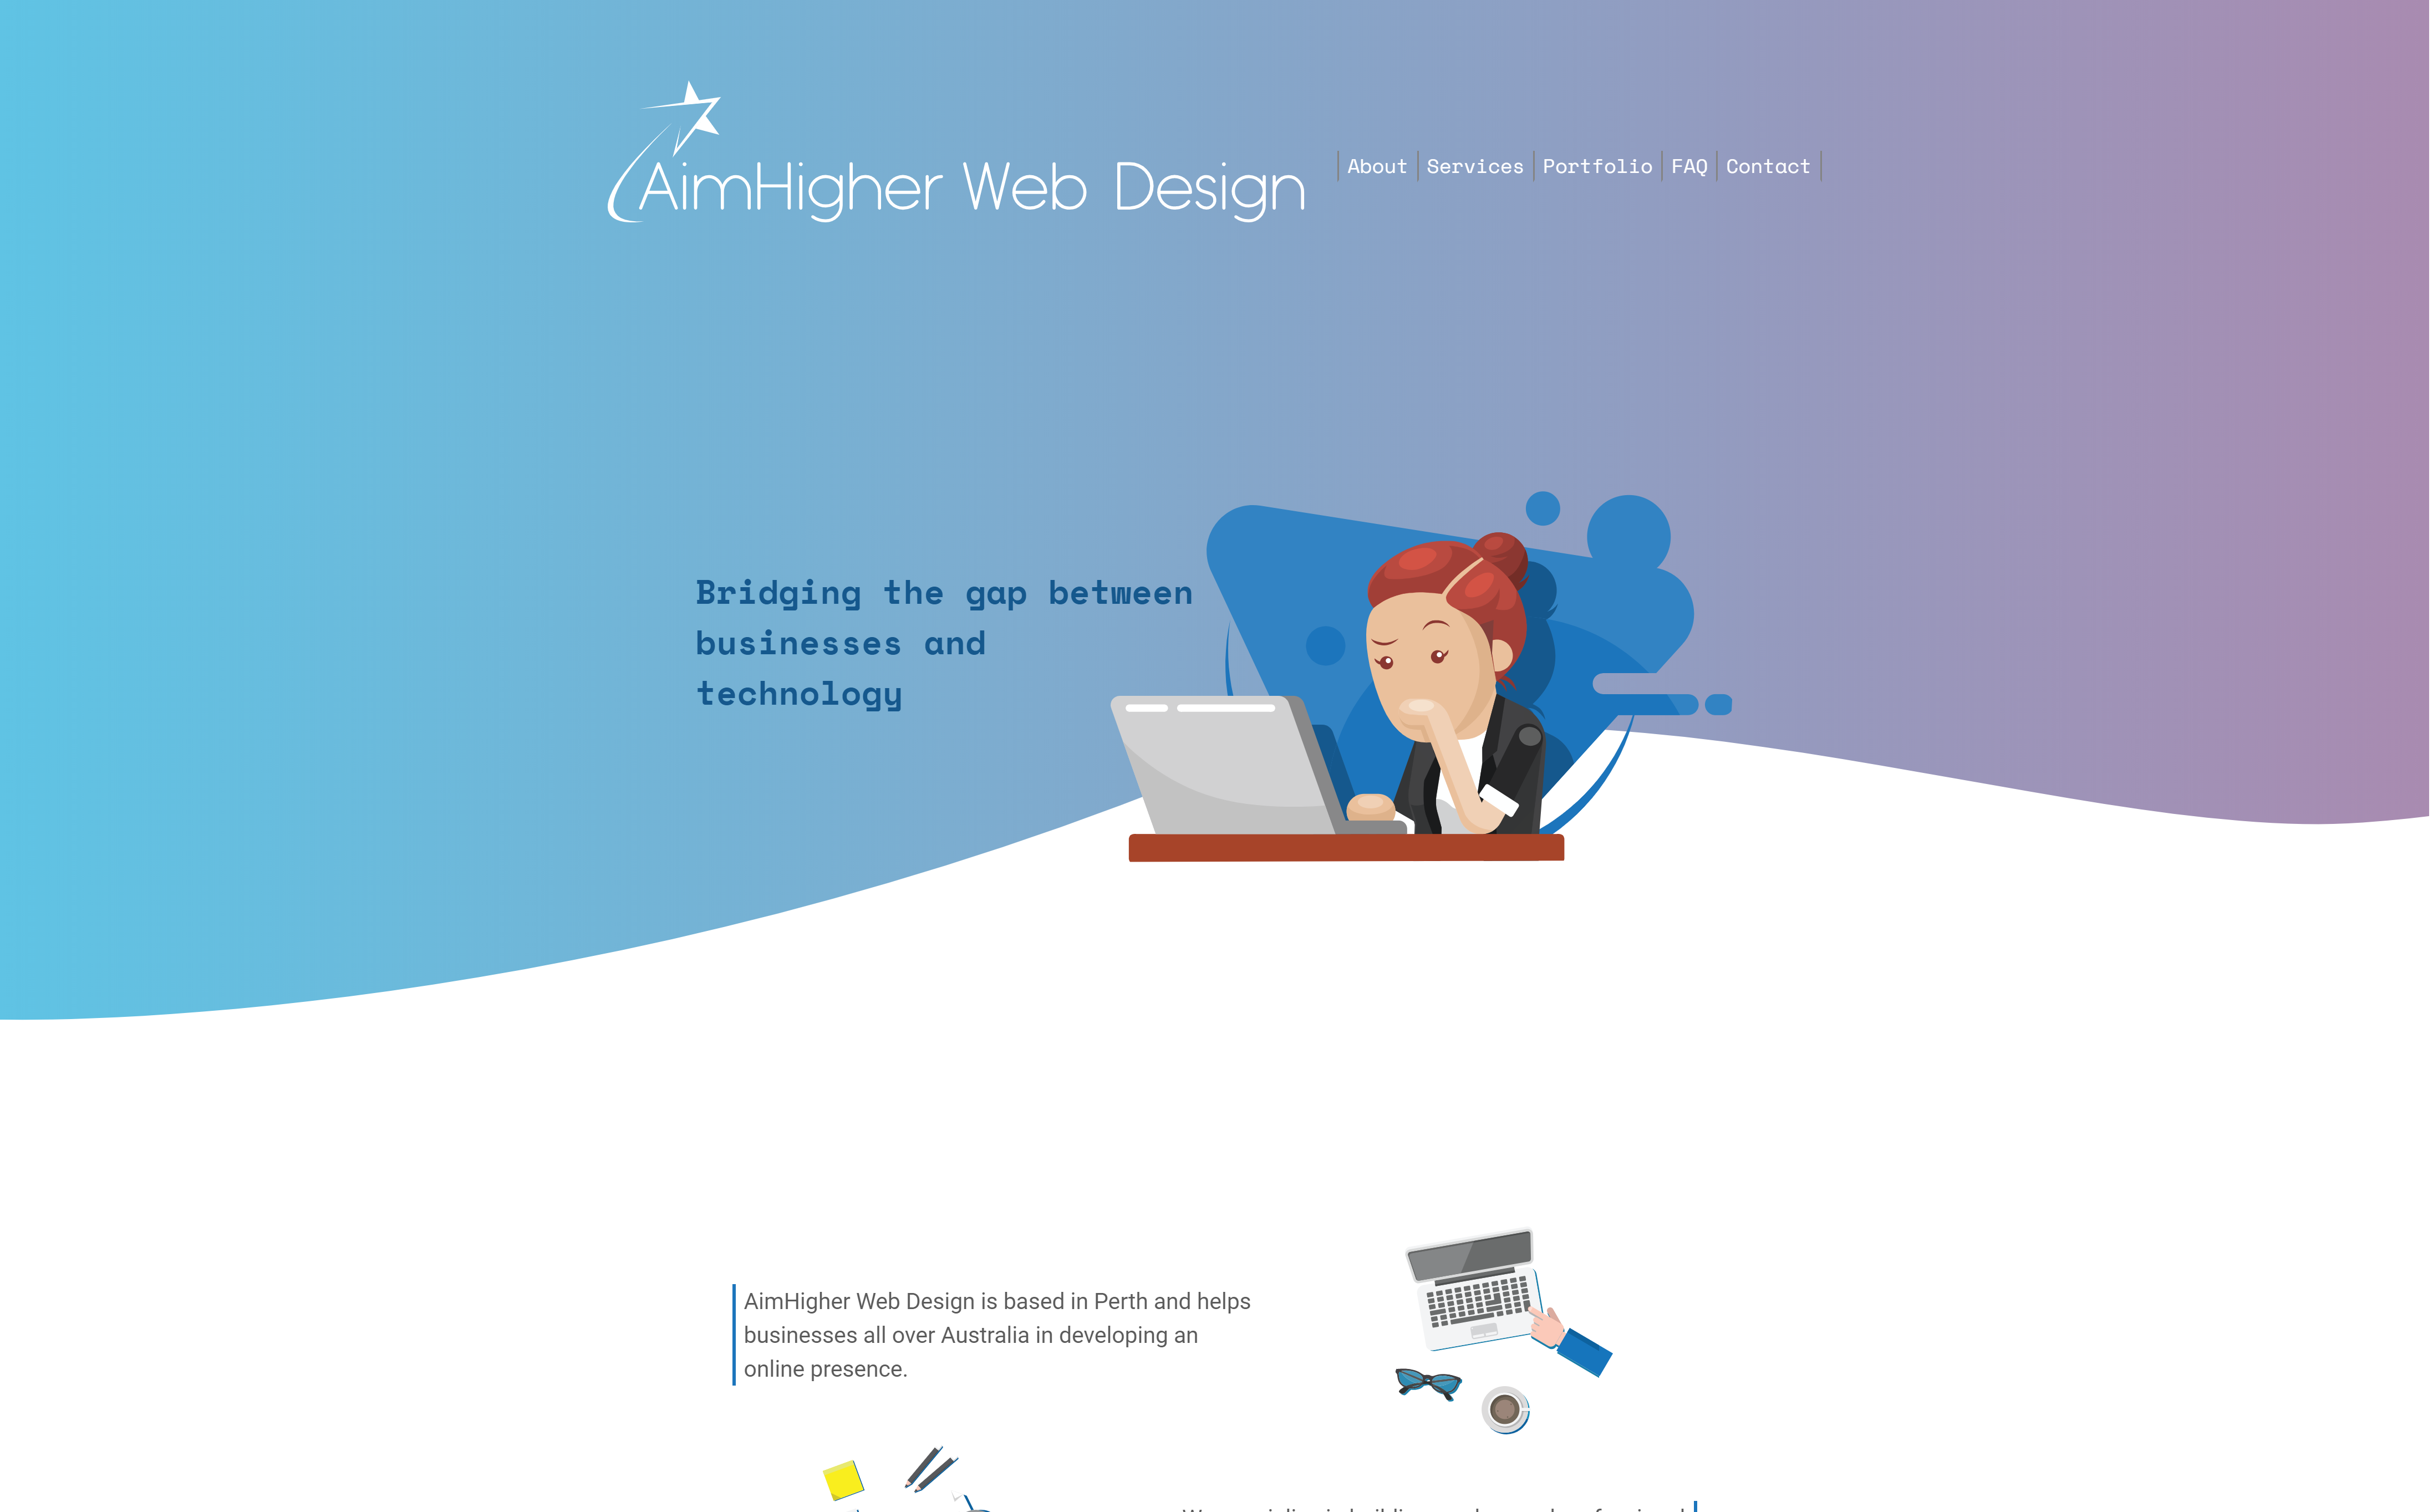 AimHigher Web Design
About
Services
Portfolio
FAQ
Contact
Bridging the gap between
businesses and
technology
AimHigher Web Design is based in Perth and helps
businesses all over Australia in developing an
online presence.